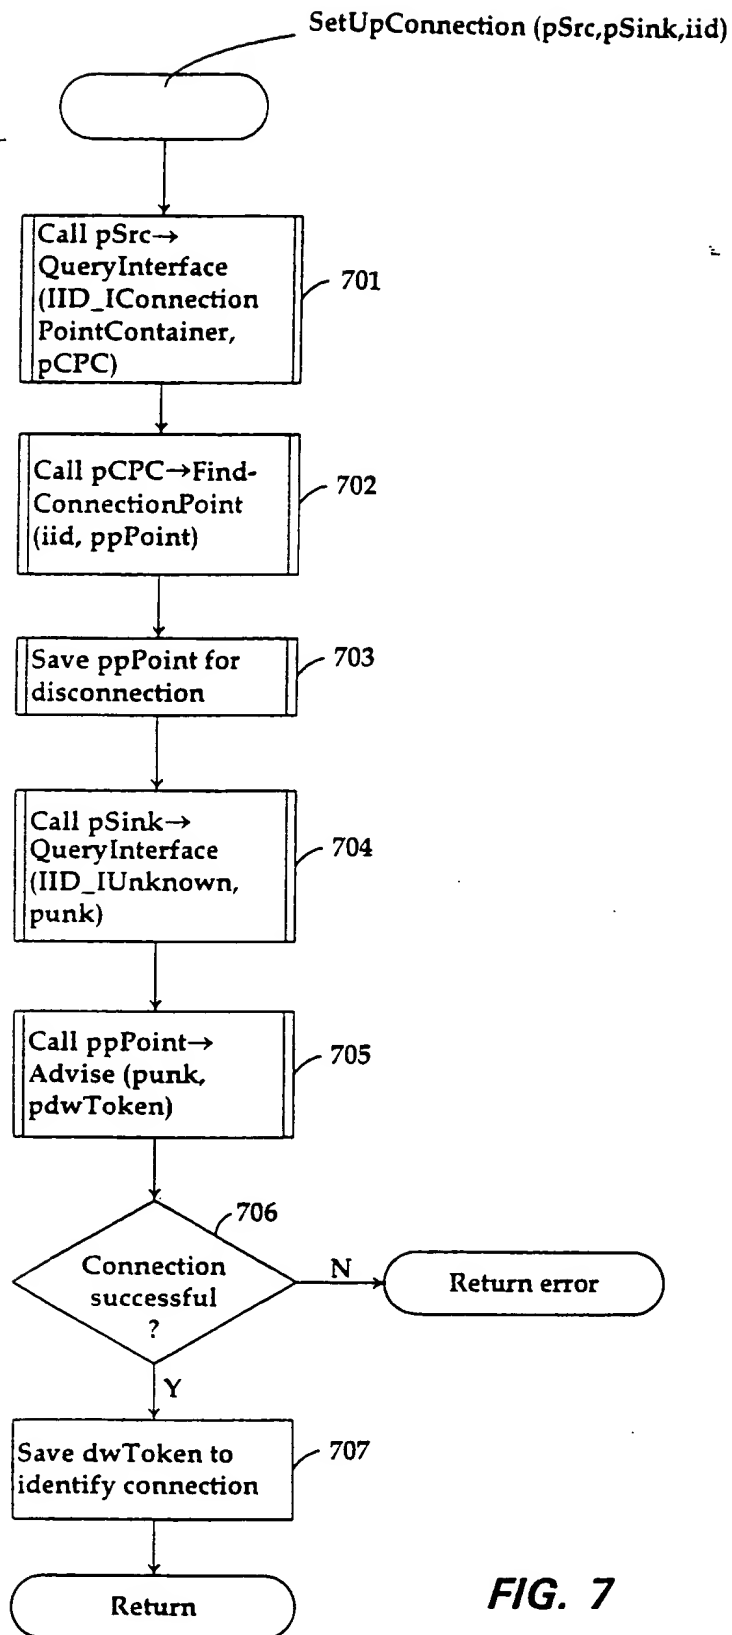 SetUpConnection (pSrc,pSink,iid)
Call pSrc→
QueryInterface
(IID_IConnection
PointContainer,
pCPC)
701
Call pCPC→Find-
ConnectionPoint
(iid, ppPoint)
702
Save ppPoint for
disconnection
703
Call pSink→
QueryInterface
(IID_IUnknown,
punk)
704
Call ppPoint→
Advise (punk,
pdwToken)
705
706
Connection
successful
?
N
Return error
Y
Save dwToken to
identify connection
707
Return
FIG. 7